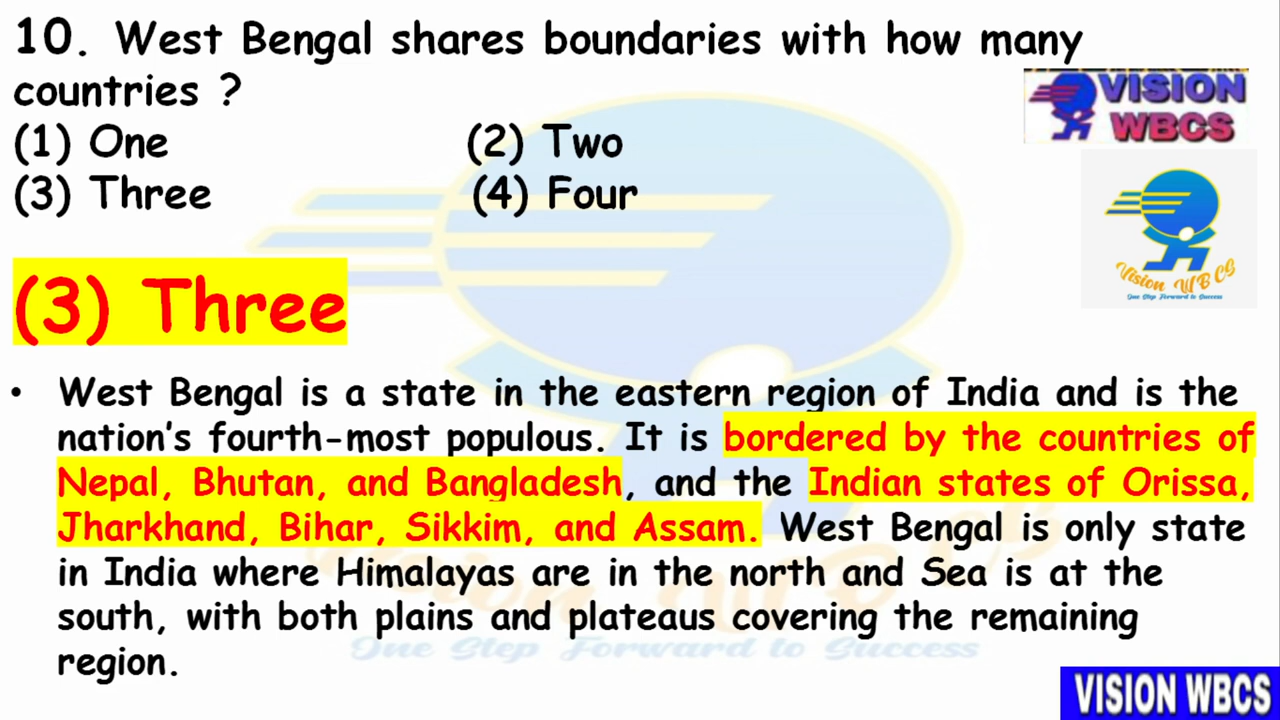 10. West Bengal shares boundaries with how many
countries ?
VISION
WBCS
(1) One (2) Two
(3) Three (4) Four
Vision WBCS
One Step Forward to Success
(3) Three
• West Bengal is a state in the eastern region of India and is the
nation's fourth-most populous. It is bordered by the countries of
Nepal, Bhutan, and Bangladesh, and the Indian states of Orissa,
Jharkhand, Bihar, Sikkim, and Assam. West Bengal is only state
in India where Himalayas are in the north and Sea is at the
south, with both plains and plateaus covering the remaining
region.
Vision WBCS
One Step Forward to Success
VISION WBCS